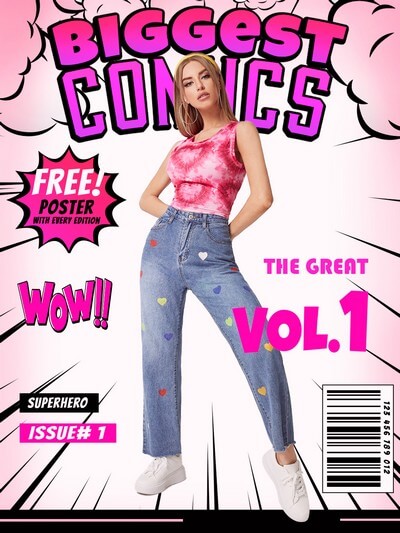 BIGGEST
COMICS
FREE!
POSTER
WITH EVERY EDITION
THE GREAT
WOW!!
VOL.1
SUPERHERO
ISSUE# 1
123 456 789 012